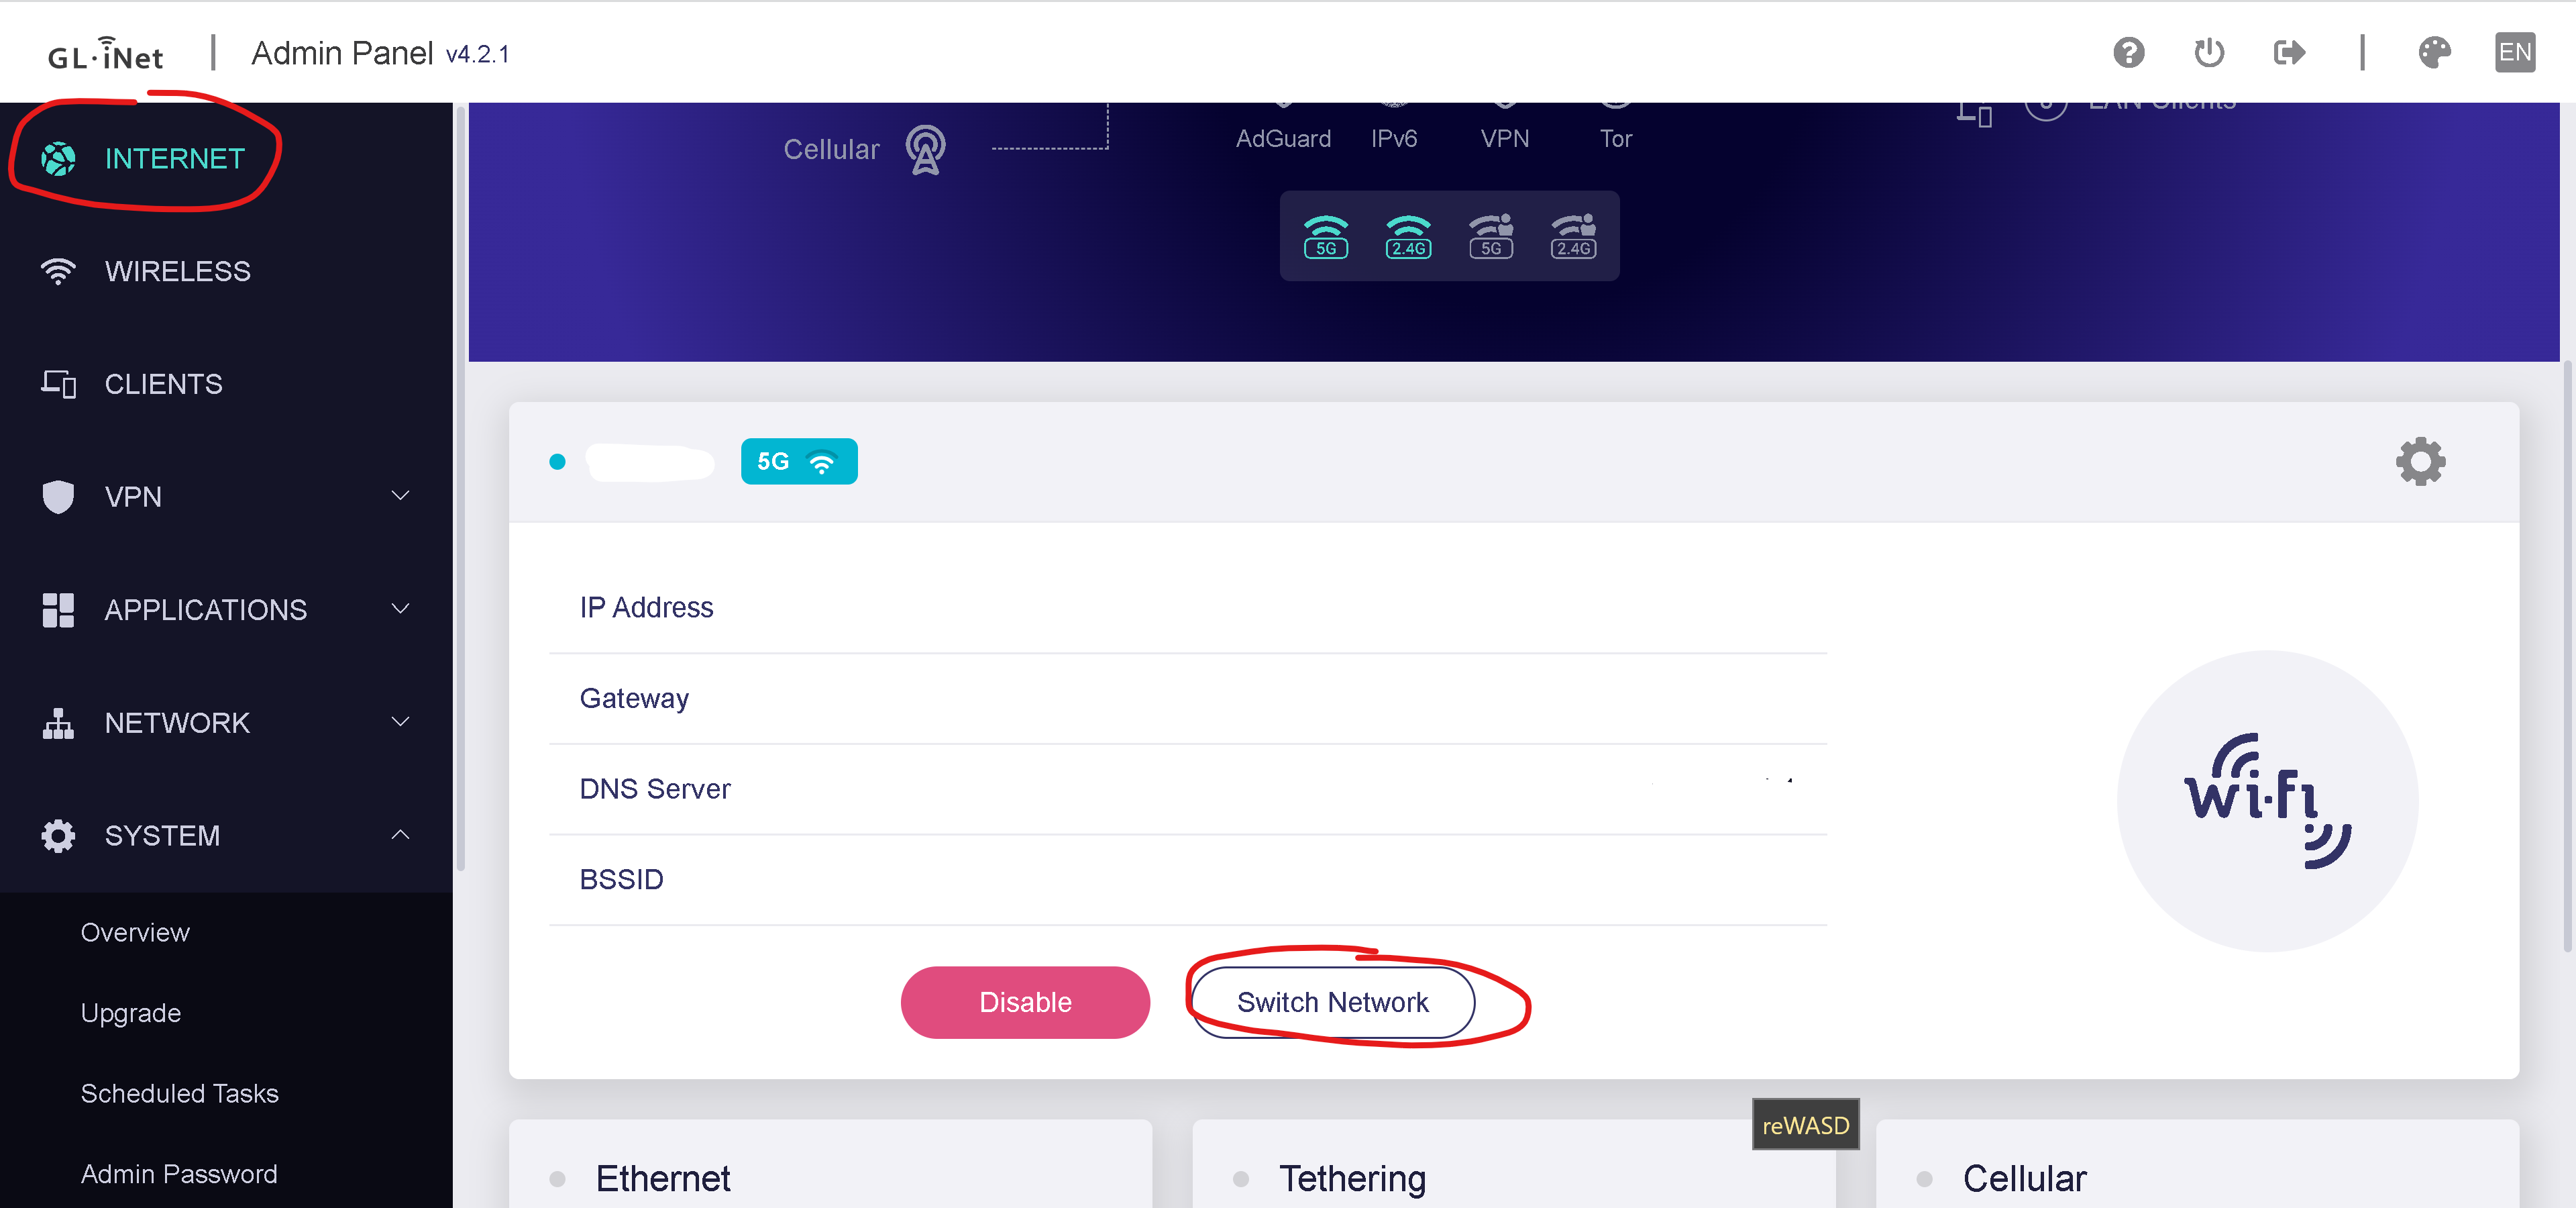 GL·iNet
Admin Panel v4.2.1
EN
INTERNET
WIRELESS
CLIENTS
VPN
APPLICATIONS
NETWORK
SYSTEM
Overview
Upgrade
Scheduled Tasks
Admin Password
Cellular
AdGuard
IPv6
VPN
Tor
LAN Clients
5G
2.4G
5G
2.4G
5G
IP Address
Gateway
DNS Server
BSSID
wi-fi
Disable
Switch Network
reWASD
Ethernet
Tethering
Cellular